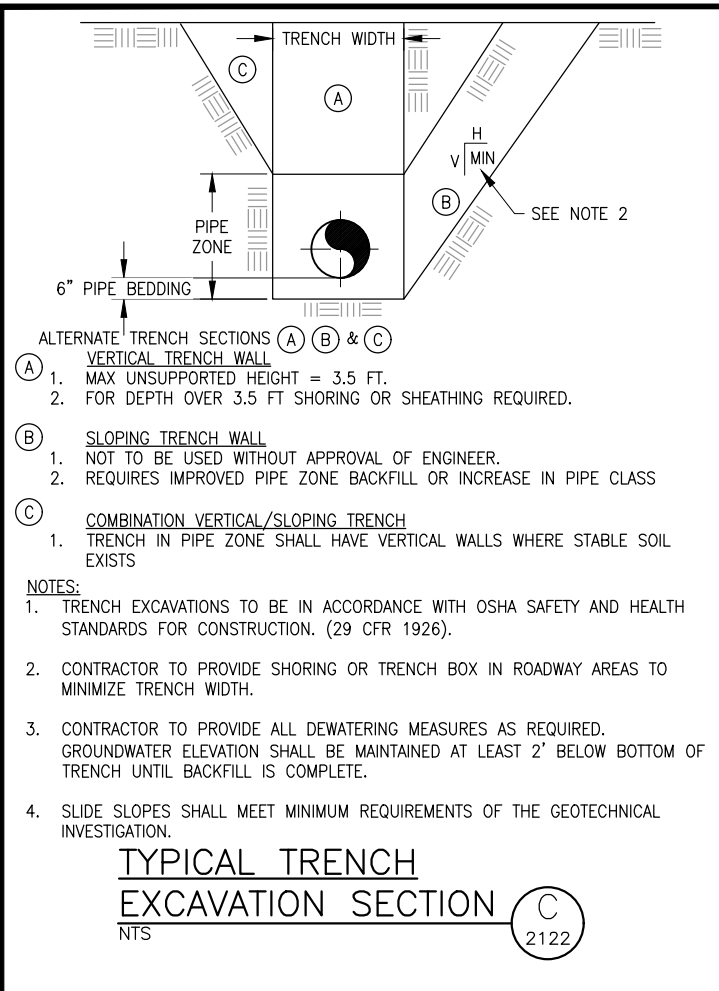 TRENCH WIDTH
C
A
H
V MIN
B
SEE NOTE 2
PIPE
ZONE
6" PIPE BEDDING
ALTERNATE TRENCH SECTIONS A B & C
A VERTICAL TRENCH WALL
1. MAX UNSUPPORTED HEIGHT = 3.5 FT.
2. FOR DEPTH OVER 3.5 FT SHORING OR SHEATHING REQUIRED.
B SLOPING TRENCH WALL
1. NOT TO BE USED WITHOUT APPROVAL OF ENGINEER.
2. REQUIRES IMPROVED PIPE ZONE BACKFILL OR INCREASE IN PIPE CLASS
C COMBINATION VERTICAL/SLOPING TRENCH
1. TRENCH IN PIPE ZONE SHALL HAVE VERTICAL WALLS WHERE STABLE SOIL
EXISTS
NOTES:
1. TRENCH EXCAVATIONS TO BE IN ACCORDANCE WITH OSHA SAFETY AND HEALTH
STANDARDS FOR CONSTRUCTION. (29 CFR 1926).
2. CONTRACTOR TO PROVIDE SHORING OR TRENCH BOX IN ROADWAY AREAS TO
MINIMIZE TRENCH WIDTH.
3. CONTRACTOR TO PROVIDE ALL DEWATERING MEASURES AS REQUIRED.
GROUNDWATER ELEVATION SHALL BE MAINTAINED AT LEAST 2' BELOW BOTTOM OF
TRENCH UNTIL BACKFILL IS COMPLETE.
4. SLIDE SLOPES SHALL MEET MINIMUM REQUIREMENTS OF THE GEOTECHNICAL
INVESTIGATION.
TYPICAL TRENCH
EXCAVATION SECTION
NTS
C
2122